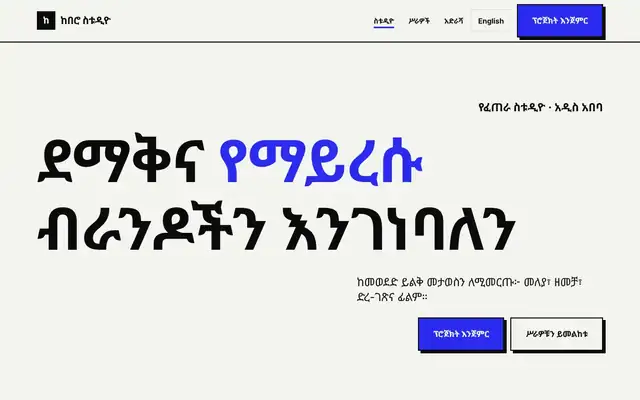 ከ ከበሮ ስቱዲዮ
ስቱዲዮ ሥራዎች አድራሻ English ፕሮጀክት እንጀምር
የፈጠራ ስቱዲዮ · አዲስ አበባ
ደማቅና የማይረሱ
ብራንዶችን እንገነባለን
ከመወደድ ይልቅ መታወስን ለሚመርጡ፦ መለያ፣ ዘመቻ፣
ድረ-ገጽና ፊልም።
ፕሮጀክት እንጀምር ሥራዎቹን ይመልከቱ